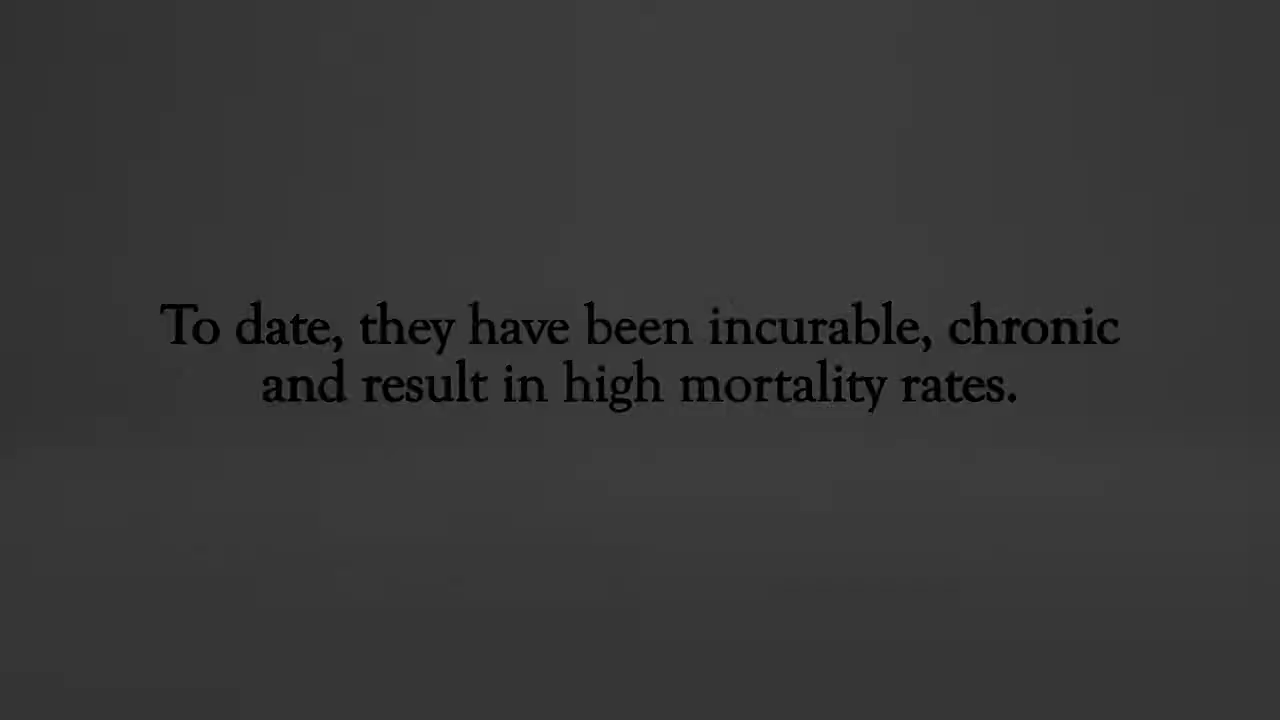 To date, they have been incurable, chronic
and result in high mortality rates.